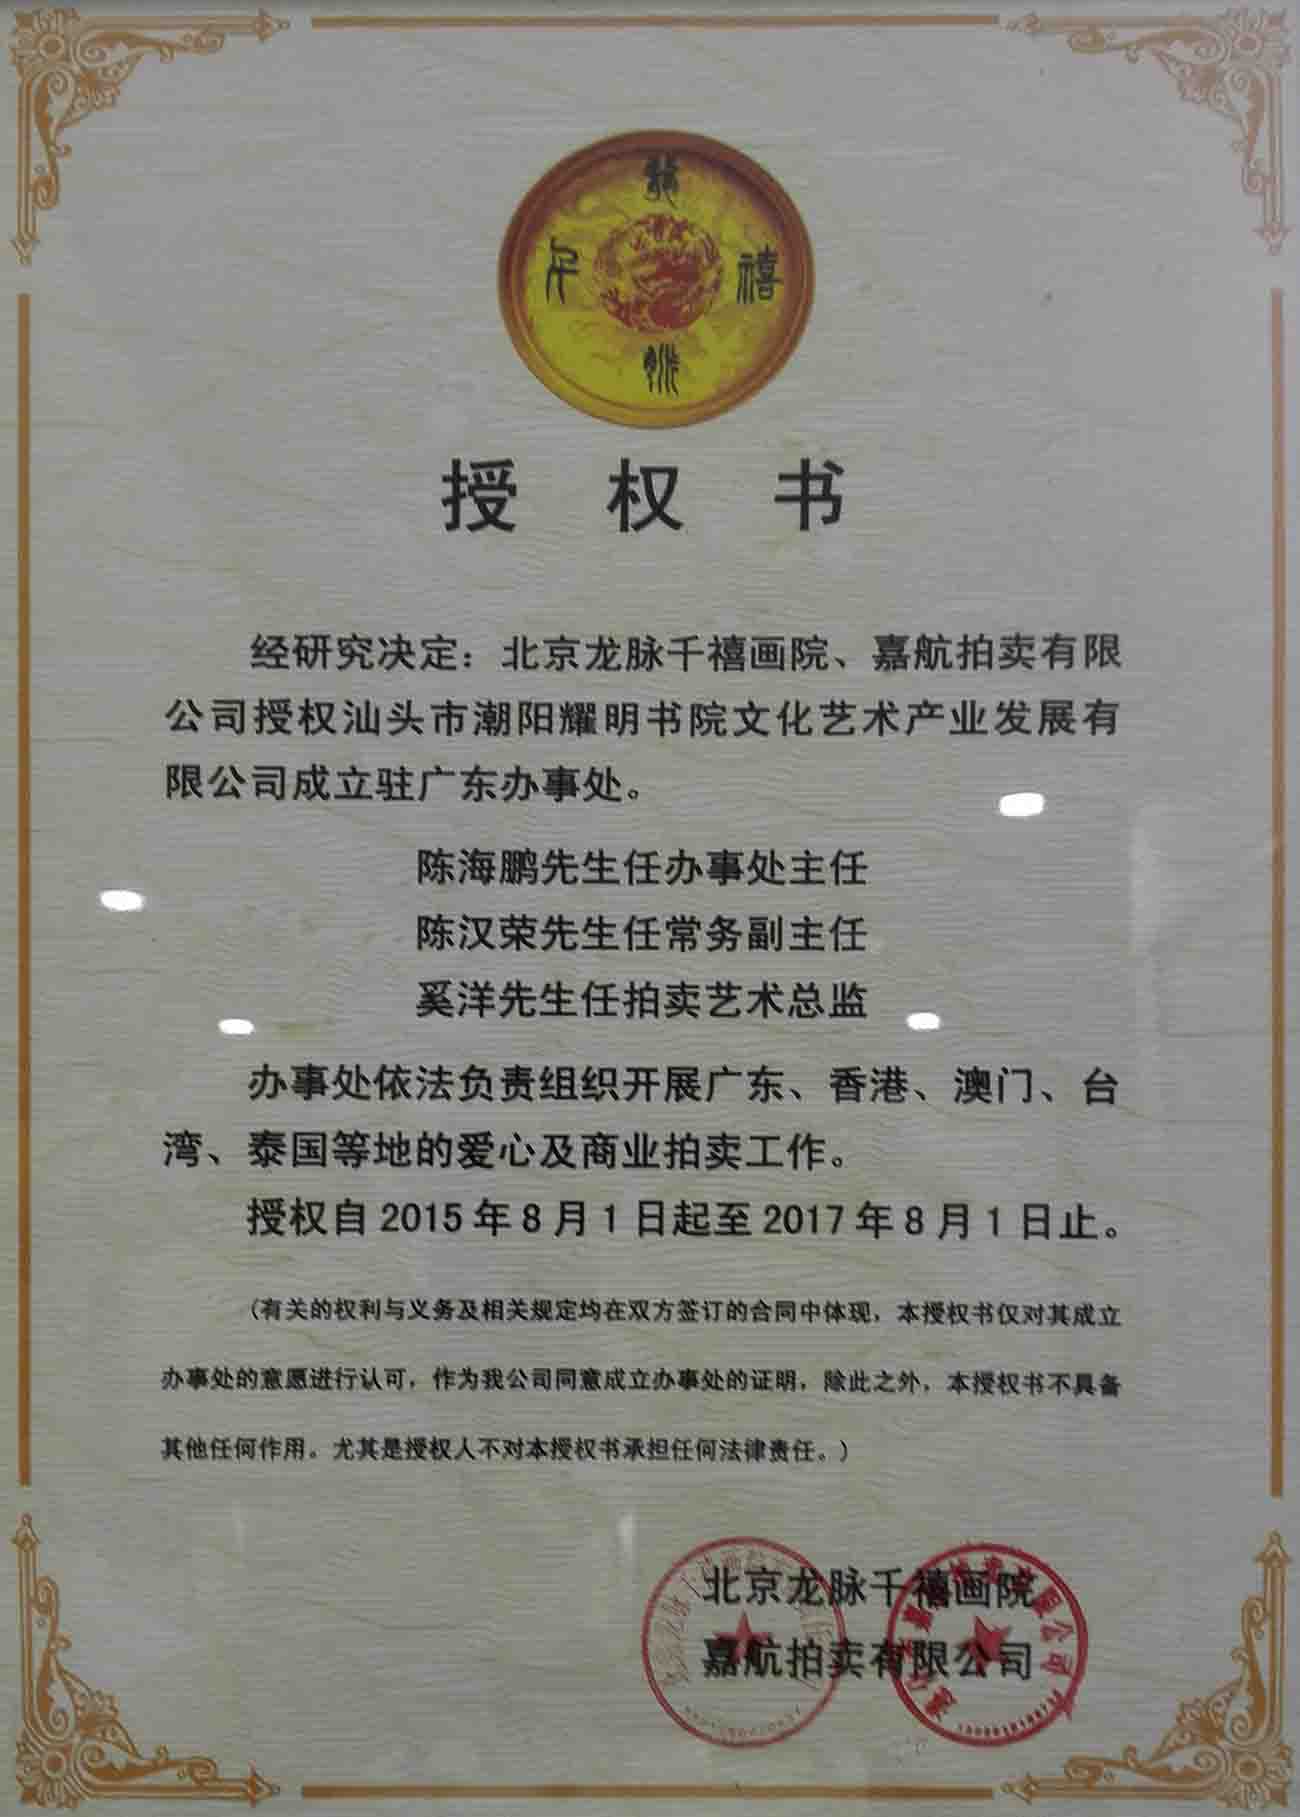 龙
千
禧
脉
授权书
经研究决定：北京龙脉千禧画院、嘉航拍卖有限
公司授权汕头市潮阳耀明书院文化艺术产业发展有
限公司成立驻广东办事处。
陈海鹏先生任办事处主任
陈汉荣先生任常务副主任
奚洋先生任拍卖艺术总监
办事处依法负责组织开展广东、香港、澳门、台
湾、泰国等地的爱心及商业拍卖工作。
授权自2015年8月1日起至2017年8月1日止。
(有关的权利与义务及相关规定均在双方签订的合同中体现，本授权书仅对其成立
办事处的意愿进行认可，作为我公司同意成立办事处的证明，除此之外，本授权书不具备
其他任何作用。尤其是授权人不对本授权书承担任何法律责任。)
北京龙脉千禧画院
嘉航拍卖有限公司